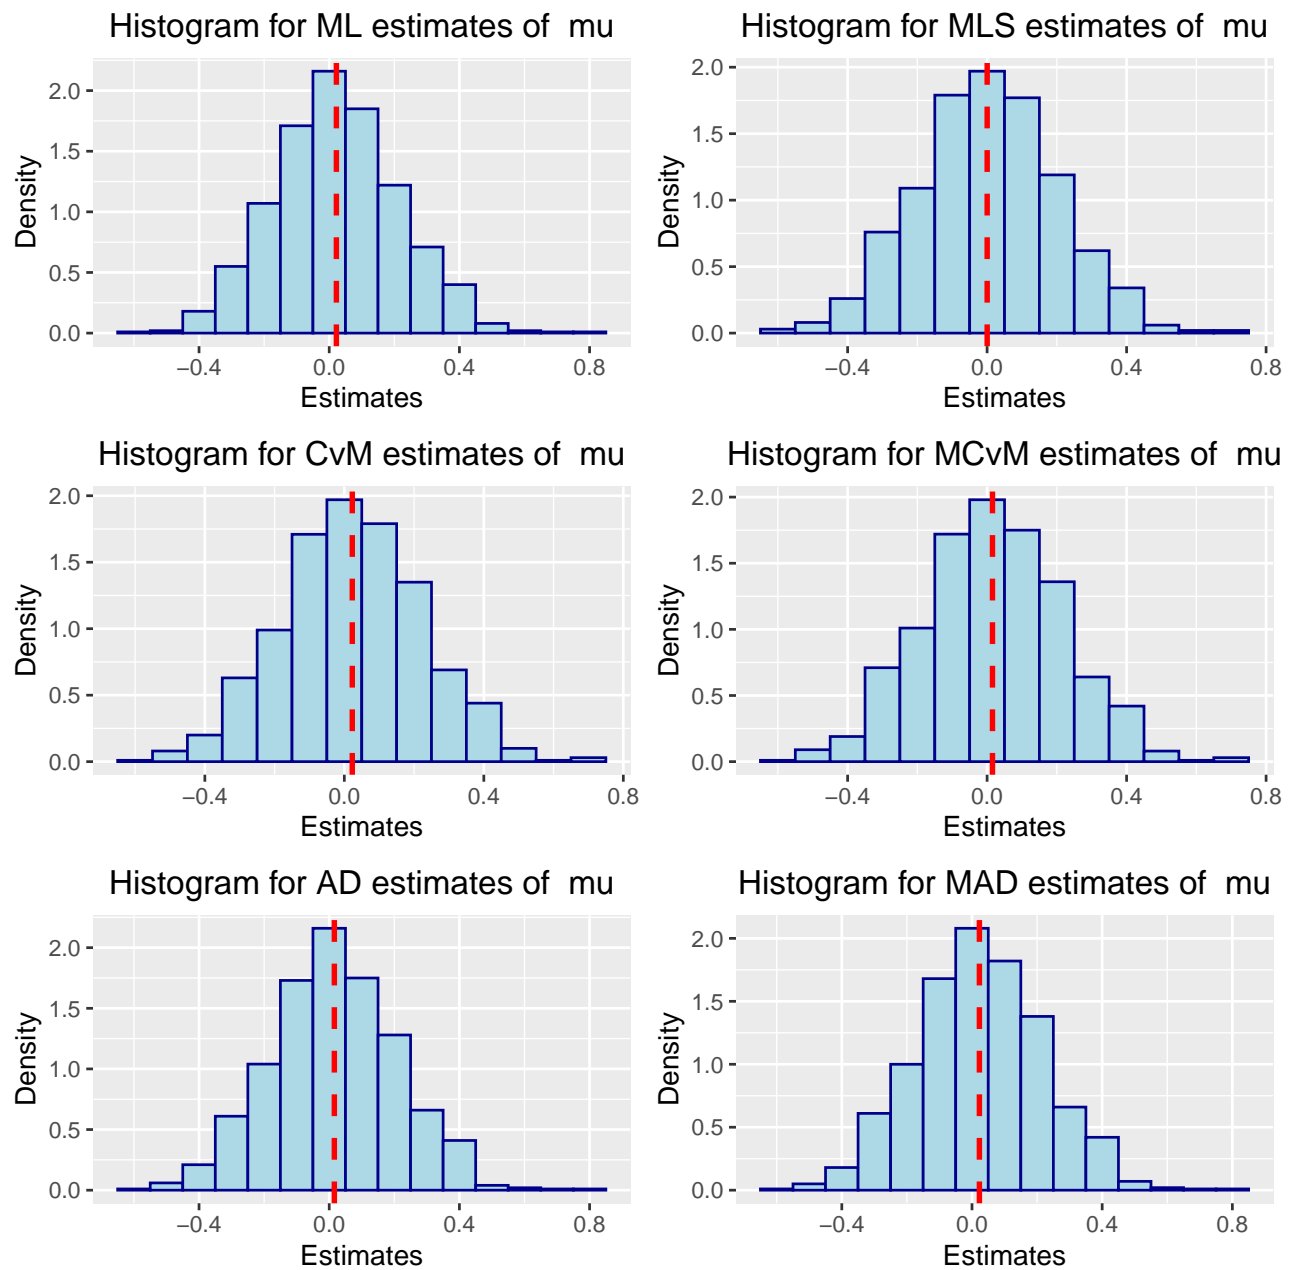 Histogram for ML estimates of  mu
Density
2.0
1.5
1.0
0.5
0.0
−0.4 0.0 0.4 0.8
Estimates
Histogram for MLS estimates of  mu
Density
2.0
1.5
1.0
0.5
0.0
−0.4 0.0 0.4 0.8
Estimates
Histogram for CvM estimates of  mu
Density
2.0
1.5
1.0
0.5
0.0
−0.4 0.0 0.4 0.8
Estimates
Histogram for MCvM estimates of  mu
Density
2.0
1.5
1.0
0.5
0.0
−0.4 0.0 0.4 0.8
Estimates
Histogram for AD estimates of  mu
Density
2.0
1.5
1.0
0.5
0.0
−0.4 0.0 0.4 0.8
Estimates
Histogram for MAD estimates of  mu
Density
2.0
1.5
1.0
0.5
0.0
−0.4 0.0 0.4 0.8
Estimates